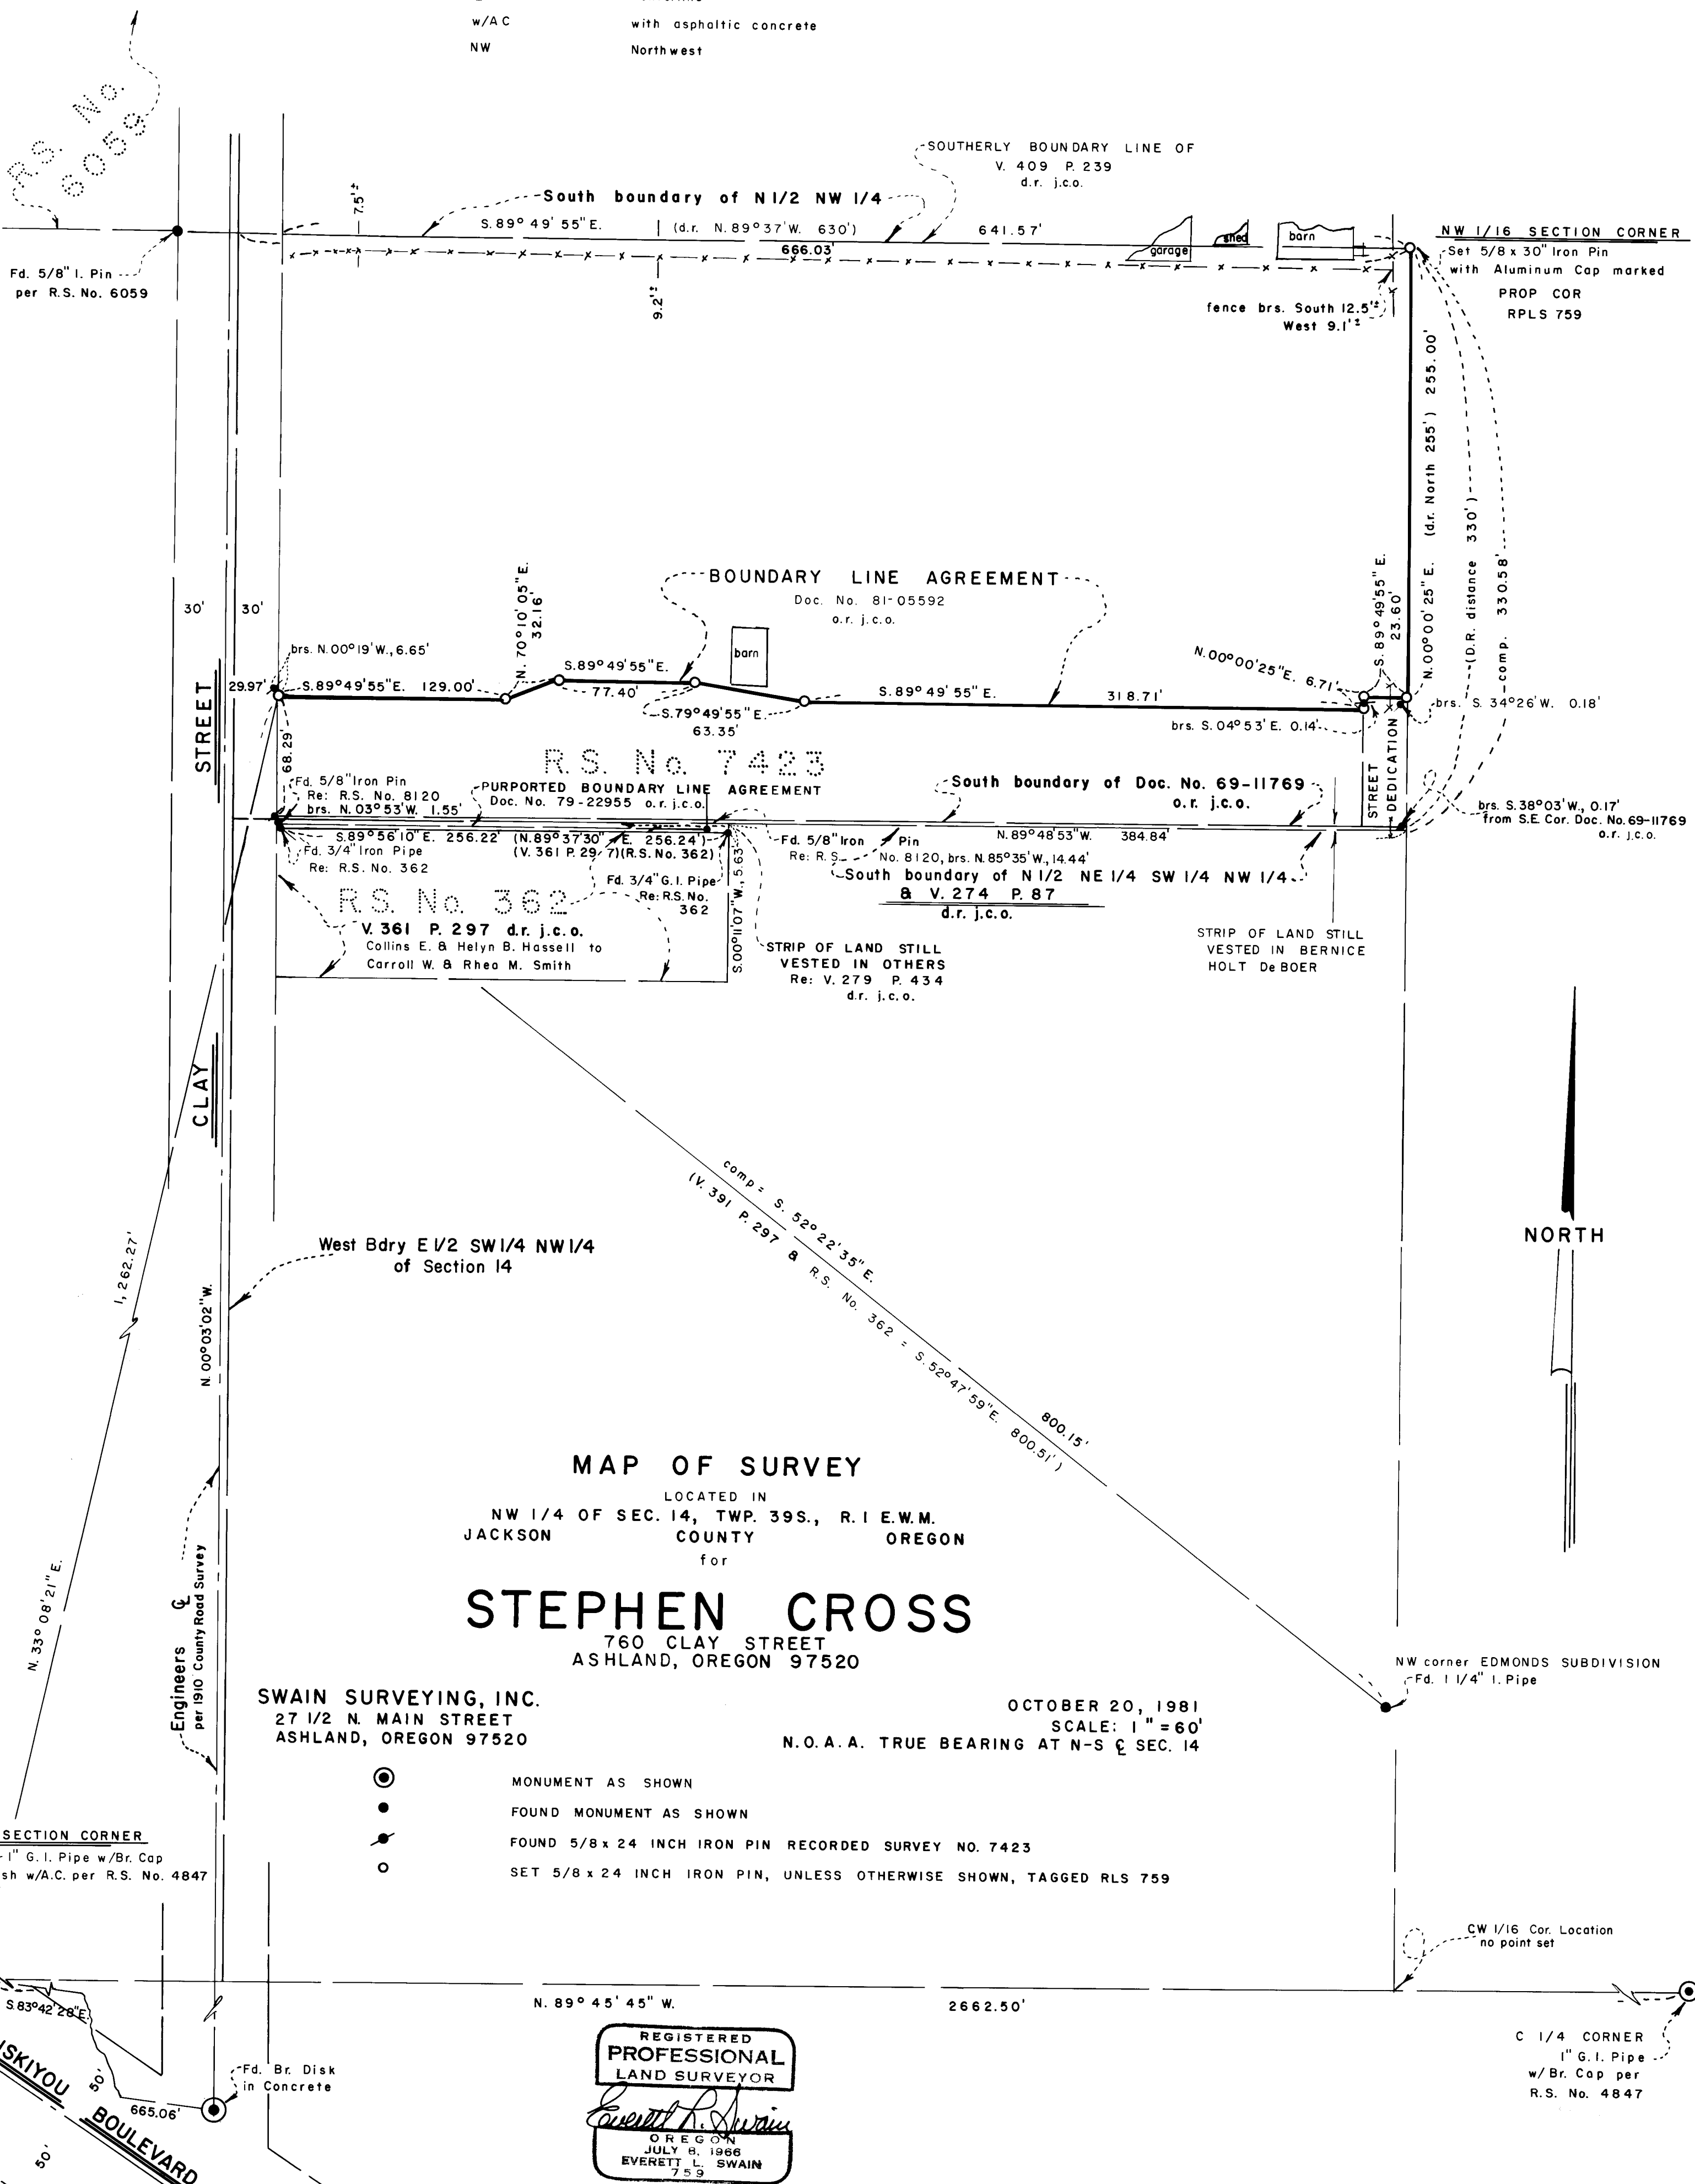 w/A C with asphaltic concrete
NW Northwest
R.S. No. 6059
SOUTHERLY BOUNDARY LINE OF
V. 409 P. 239
d.r. j.c.o.
7.5'±
South boundary of N 1/2 NW 1/4
S. 89° 49' 55" E. (d.r. N. 89° 37' W. 630') 641.57'
666.03'
garage
shed
barn
9.2'±
Fd. 5/8" I. Pin
per R.S. No. 6059
NW 1/16 SECTION CORNER
Set 5/8 x 30" Iron Pin
with Aluminum Cap marked
PROP COR
RPLS 759
fence brs. South 12.5'±
West 9.1'±
N. 00° 00' 25" E. (d.r. North 255') 255.00'
(D.R. distance 330')
comp. 330.58'
BOUNDARY LINE AGREEMENT
Doc. No. 81-05592
o.r. j.c.o.
30' 30'
N. 70° 10' 05" E.
32.16'
barn
S. 89° 49' 55" E.
23.60'
brs. N. 00° 19' W., 6.65'
29.97'
S. 89° 49' 55" E. 129.00'
S. 89° 49' 55" E.
77.40'
S. 79° 49' 55" E.
63.35'
S. 89° 49' 55" E. 318.71'
N. 00° 00' 25" E. 6.71'
brs. S. 04° 53' E. 0.14'
brs. S. 34° 26' W. 0.18'
STREET
68.29'
R.S. No. 7423
Fd. 5/8" Iron Pin
Re: R.S. No. 8120
brs. N. 03° 53' W. 1.55'
PURPORTED BOUNDARY LINE AGREEMENT
Doc. No. 79-22955 o.r. j.c.o.
South boundary of Doc. No. 69-11769
o.r. j.c.o.
STREET
DEDICATION
brs. S. 38° 03' W., 0.17'
from S.E. Cor. Doc. No. 69-11769
o.r. j.c.o.
S. 89° 56' 10" E. 256.22' (N. 89° 37' 30" E. 256.24')
(V. 361 P. 297)(R.S. No. 362)
Fd. 3/4" Iron Pipe
Re: R.S. No. 362
Fd. 5/8" Iron Pin
Re: R.S. No. 8120, brs. N. 85° 35' W., 14.44'
N. 89° 48' 53" W. 384.84'
South boundary of N 1/2 NE 1/4 SW 1/4 NW 1/4
& V. 274 P. 87
d.r. j.c.o.
Fd. 3/4" G.I. Pipe
Re: R.S. No.
362
S. 00° 11' 07" W., 5.63'
R.S. No. 362
V. 361 P. 297 d.r. j.c.o.
Collins E. & Helyn B. Hassell to
Carroll W. & Rhea M. Smith
STRIP OF LAND STILL
VESTED IN OTHERS
Re: V. 279 P. 434
d.r. j.c.o.
STRIP OF LAND STILL
VESTED IN BERNICE
HOLT DeBOER
CLAY
comp = S. 52° 22' 35" E. 800.15'
(V. 391 P. 297 & R.S. No. 362 = S. 52° 47' 59" E. 800.51')
NORTH
West Bdry E 1/2 SW 1/4 NW 1/4
of Section 14
1,262.27'
N. 33° 08' 21" E.
N. 00° 03' 02" W.
Engineers ℄
per 1910 County Road Survey
MAP OF SURVEY
LOCATED IN
NW 1/4 OF SEC. 14, TWP. 39S., R. 1 E.W.M.
JACKSON COUNTY OREGON
for
STEPHEN CROSS
760 CLAY STREET
ASHLAND, OREGON 97520
SWAIN SURVEYING, INC.
27 1/2 N. MAIN STREET
ASHLAND, OREGON 97520
OCTOBER 20, 1981
SCALE: 1" = 60'
N.O.A.A. TRUE BEARING AT N-S ℄ SEC. 14
NW corner EDMONDS SUBDIVISION
Fd. 1 1/4" I. Pipe
MONUMENT AS SHOWN
FOUND MONUMENT AS SHOWN
FOUND 5/8 x 24 INCH IRON PIN RECORDED SURVEY NO. 7423
SET 5/8 x 24 INCH IRON PIN, UNLESS OTHERWISE SHOWN, TAGGED RLS 759
SECTION CORNER
1" G.I. Pipe w/Br. Cap
sh w/A.C. per R.S. No. 4847
CW 1/16 Cor. Location
no point set
S. 83° 42' 28" E.
665.06'
N. 89° 45' 45" W. 2662.50'
C 1/4 CORNER
1" G.I. Pipe
w/ Br. Cap per
R.S. No. 4847
Fd. Br. Disk
in Concrete
ISKIYOU BOULEVARD
50'
50'
REGISTERED
PROFESSIONAL
LAND SURVEYOR
Everett L. Swain
OREGON
JULY 8, 1966
EVERETT L. SWAIN
759